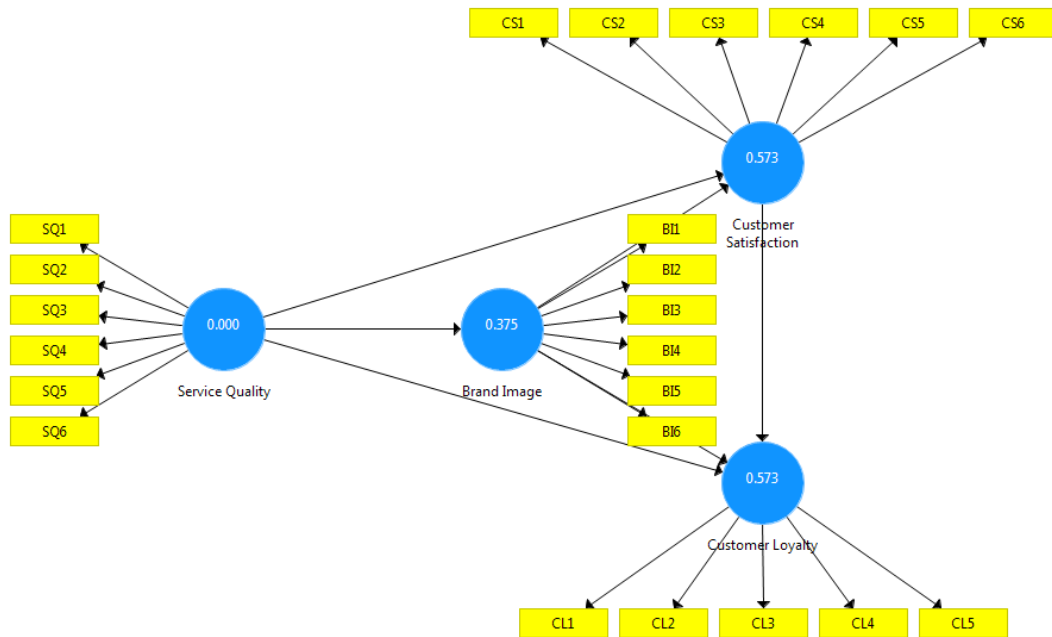 CS1
CS2
CS3
CS4
CS5
CS6
0.573
Customer
Satisfaction
SQ1
SQ2
SQ3
SQ4
SQ5
SQ6
0.000
Service Quality
0.375
Brand Image
BI1
BI2
BI3
BI4
BI5
BI6
0.573
Customer Loyalty
CL1
CL2
CL3
CL4
CL5